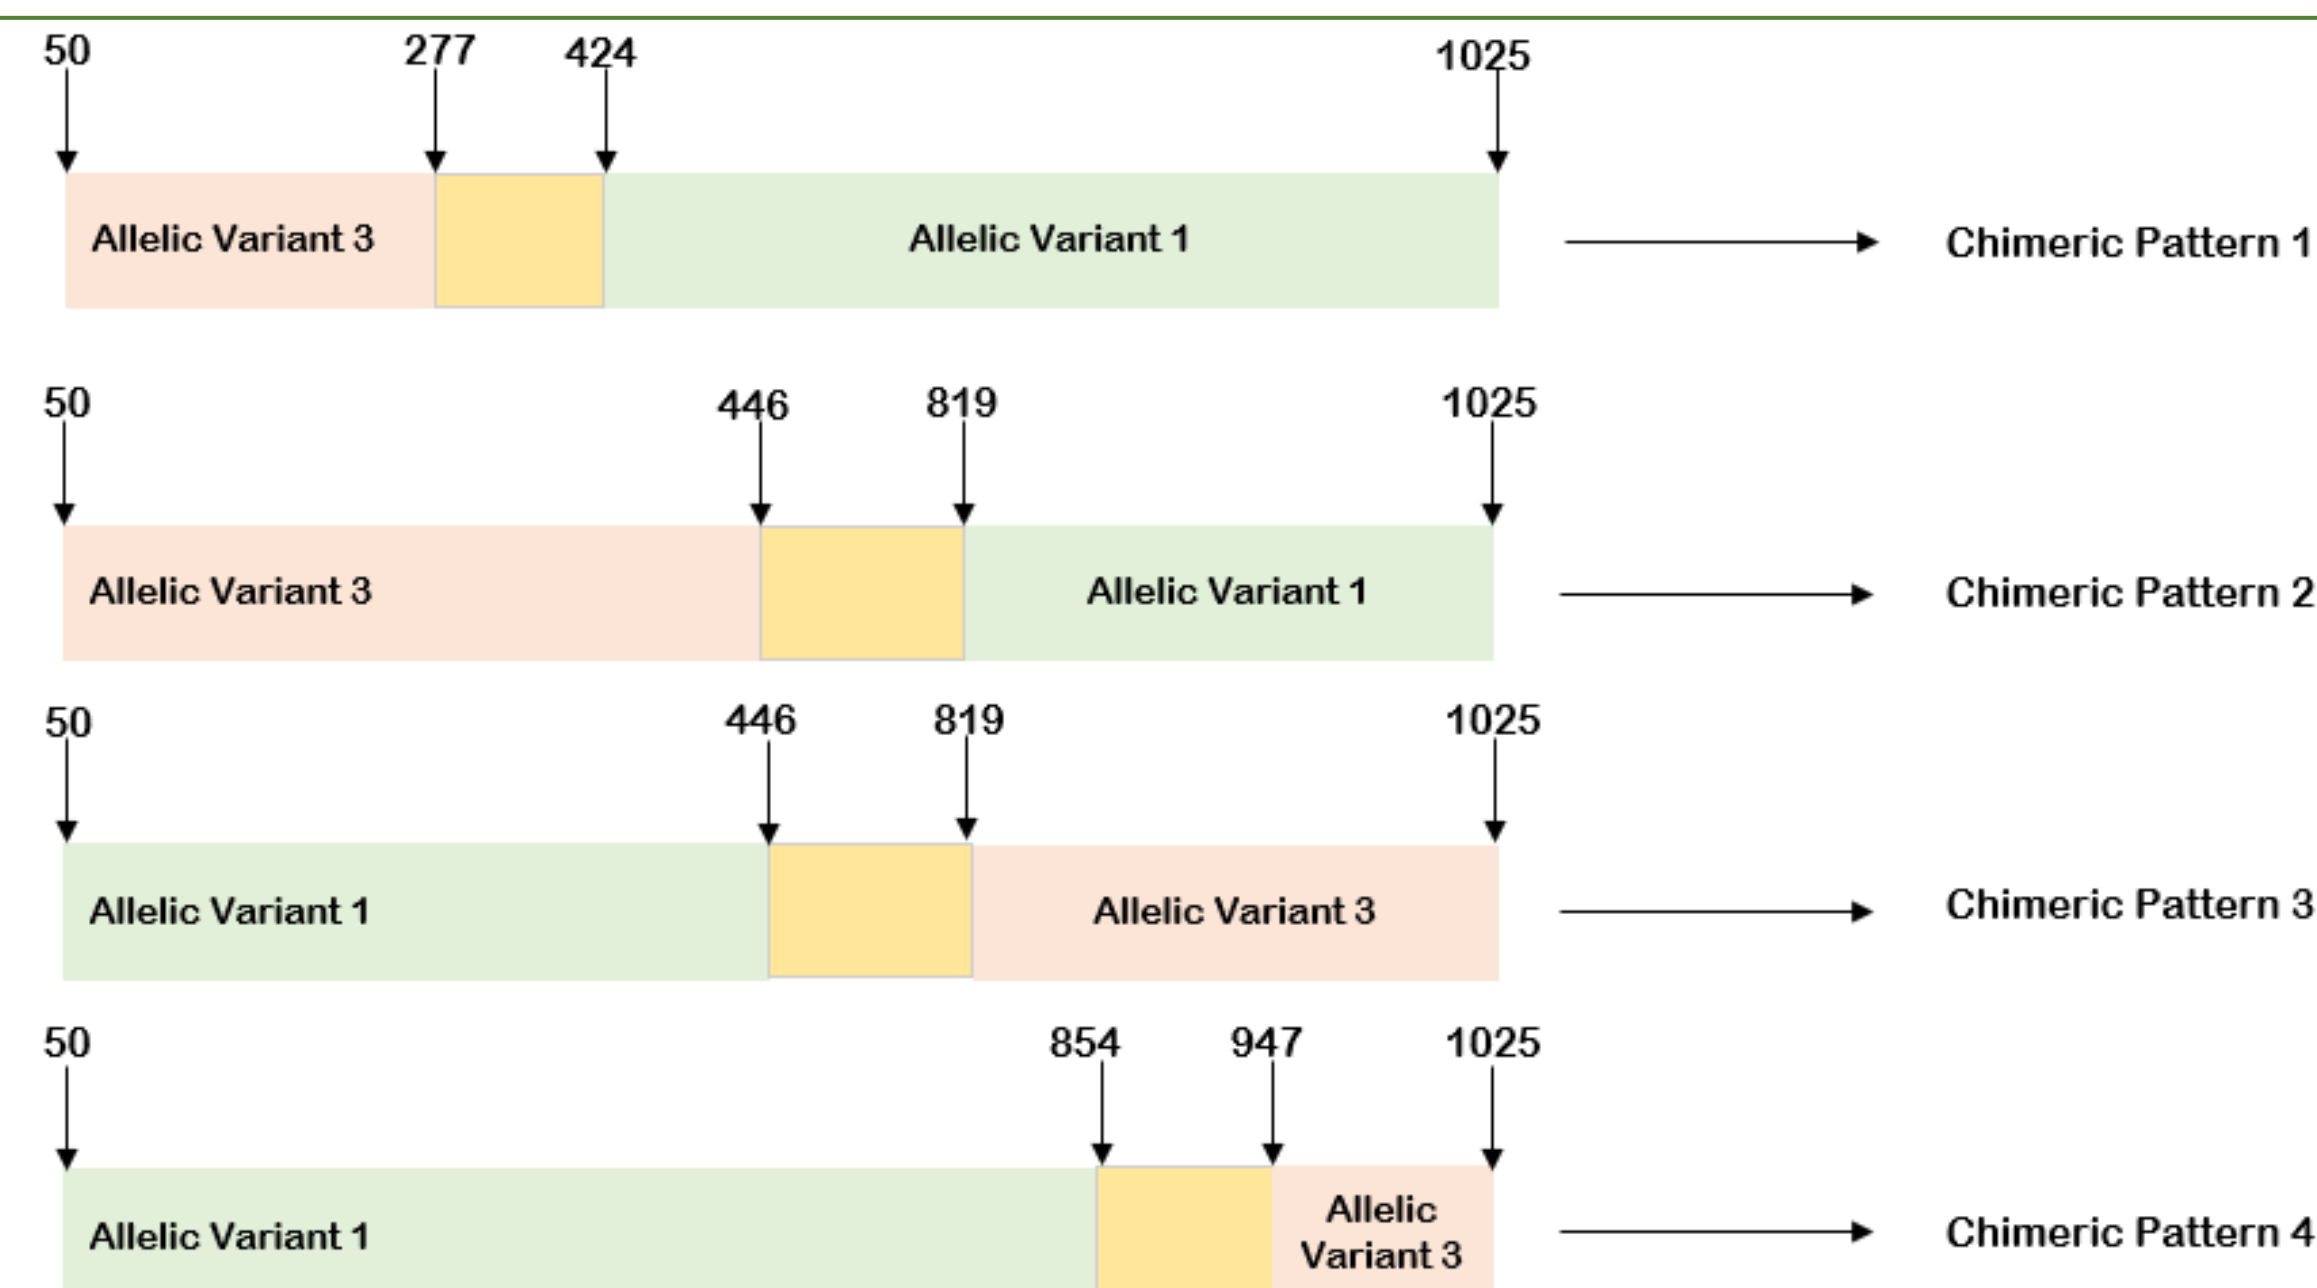 50 277 424 1025
Allelic Variant 3 Allelic Variant 1 Chimeric Pattern 1
50 446 819 1025
Allelic Variant 3 Allelic Variant 1 Chimeric Pattern 2
50 446 819 1025
Allelic Variant 1 Allelic Variant 3 Chimeric Pattern 3
50 854 947 1025
Allelic Variant 1 Allelic Variant 3 Chimeric Pattern 4